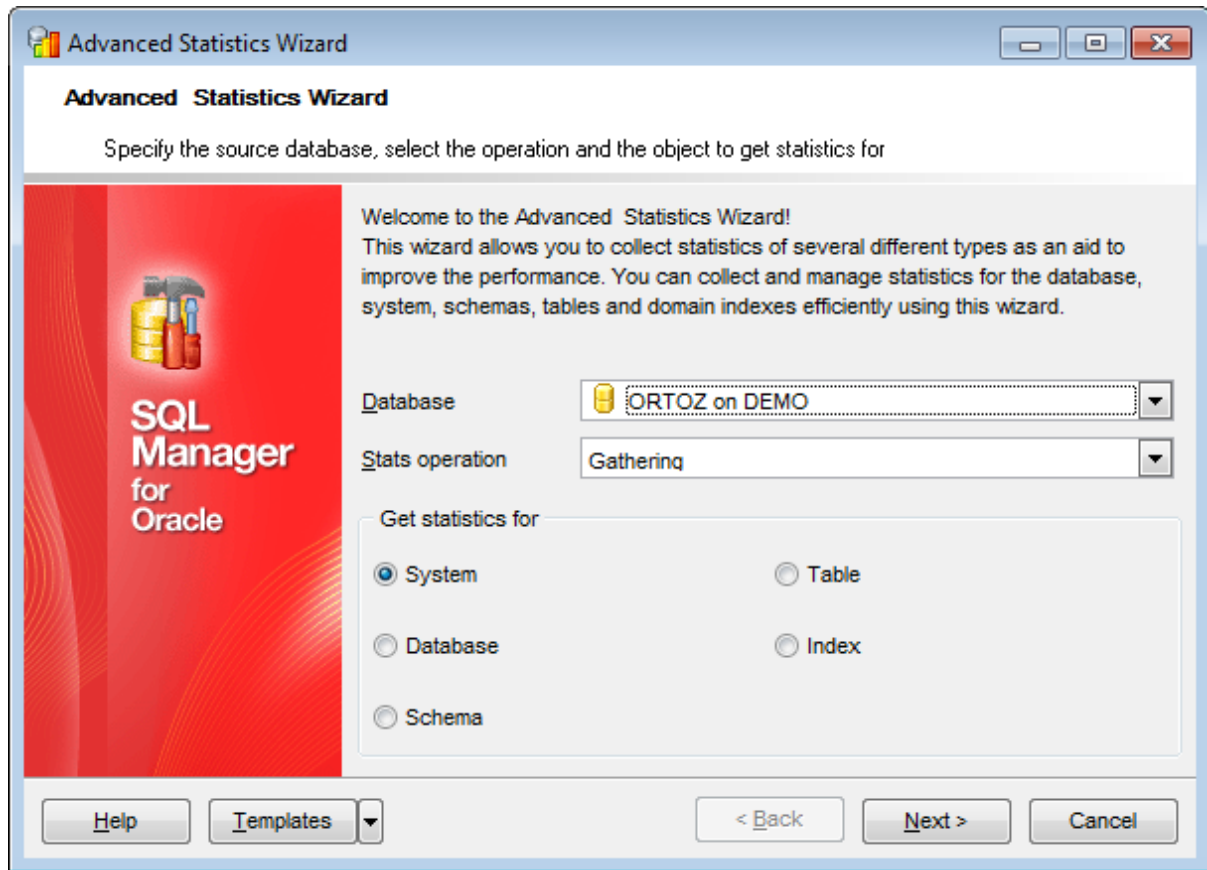 Advanced Statistics Wizard
Advanced Statistics Wizard
Specify the source database, select the operation and the object to get statistics for
Welcome to the Advanced Statistics Wizard!
This wizard allows you to collect statistics of several different types as an aid to
improve the performance. You can collect and manage statistics for the database,
system, schemas, tables and domain indexes efficiently using this wizard.
SQL
Manager
for
Oracle
Database
ORTOZ on DEMO
Stats operation
Gathering
Get statistics for
System
Table
Database
Index
Schema
Help
Templates
< Back
Next >
Cancel